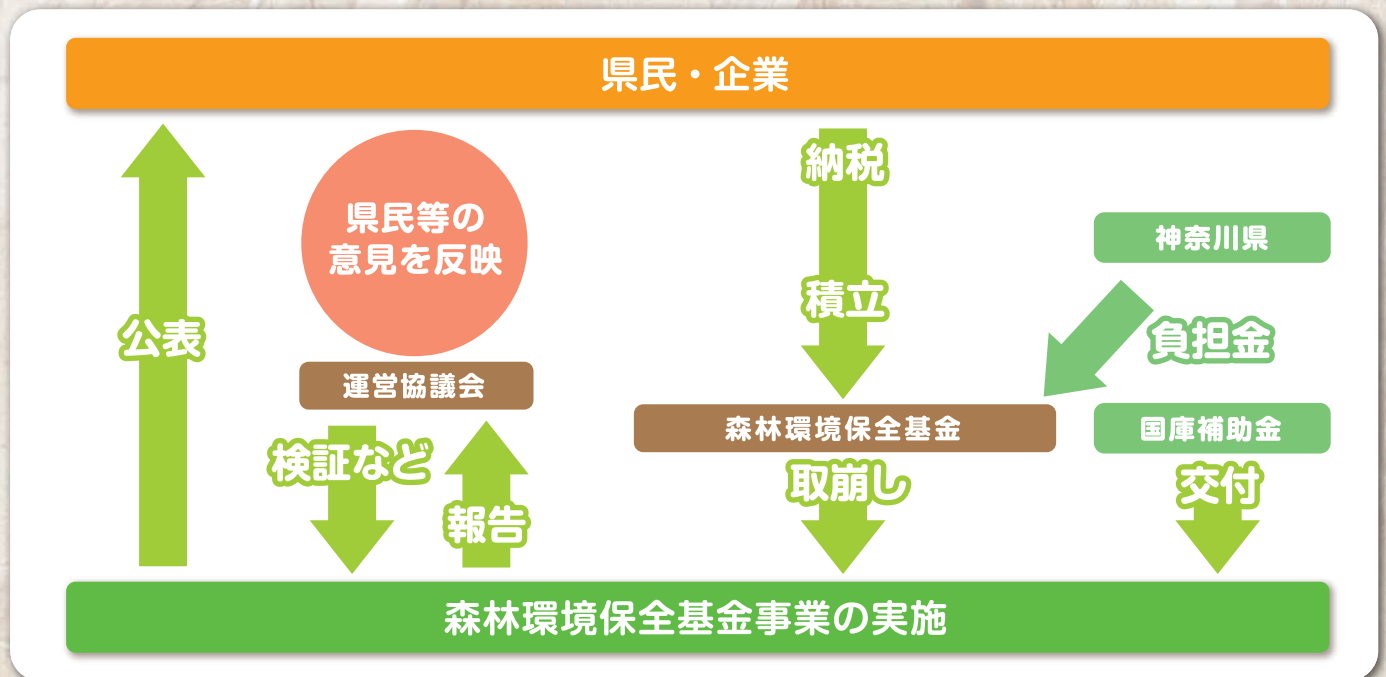 県民・企業
公表
県民等の
意見を反映
運営協議会
検証など
報告
納税
積立
森林環境保全基金
取崩し
神奈川県
負担金
国庫補助金
交付
森林環境保全基金事業の実施